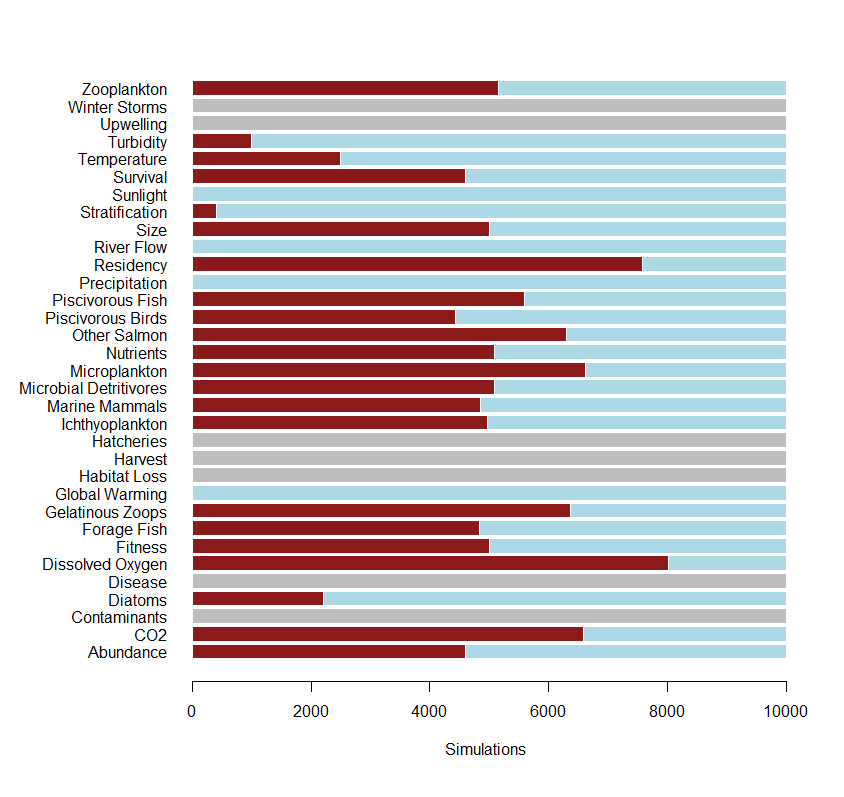 Zooplankton
Winter Storms
Upwelling
Turbidity
Temperature
Survival
Sunlight
Stratification
Size
River Flow
Residency
Precipitation
Piscivorous Fish
Piscivorous Birds
Other Salmon
Nutrients
Microplankton
Microbial Detritivores
Marine Mammals
Ichthyoplankton
Hatcheries
Harvest
Habitat Loss
Global Warming
Gelatinous Zoops
Forage Fish
Fitness
Dissolved Oxygen
Disease
Diatoms
Contaminants
CO2
Abundance
0 2000 4000 6000 8000 10000
Simulations